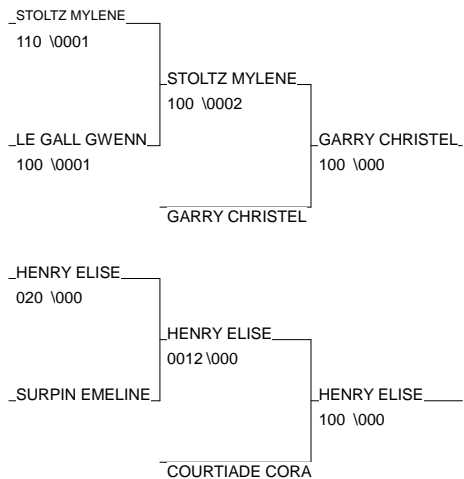 STOLTZ MYLENE
110 \0001
STOLTZ MYLENE
100 \0002
LE GALL GWENN
100 \0001
GARRY CHRISTEL
100 \000
GARRY CHRISTEL
HENRY ELISE
020 \000
HENRY ELISE
0012 \000
SURPIN EMELINE
HENRY ELISE
100 \000
COURTIADE CORA